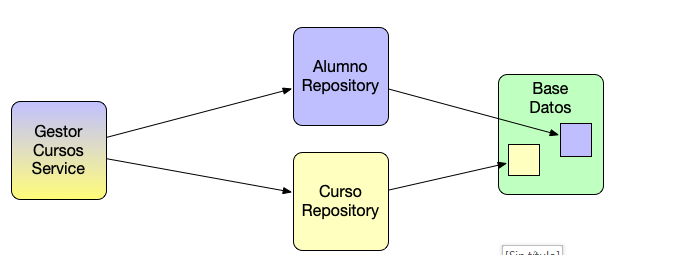 Gestor
Cursos
Service
Alumno
Repository
Curso
Repository
Base
Datos